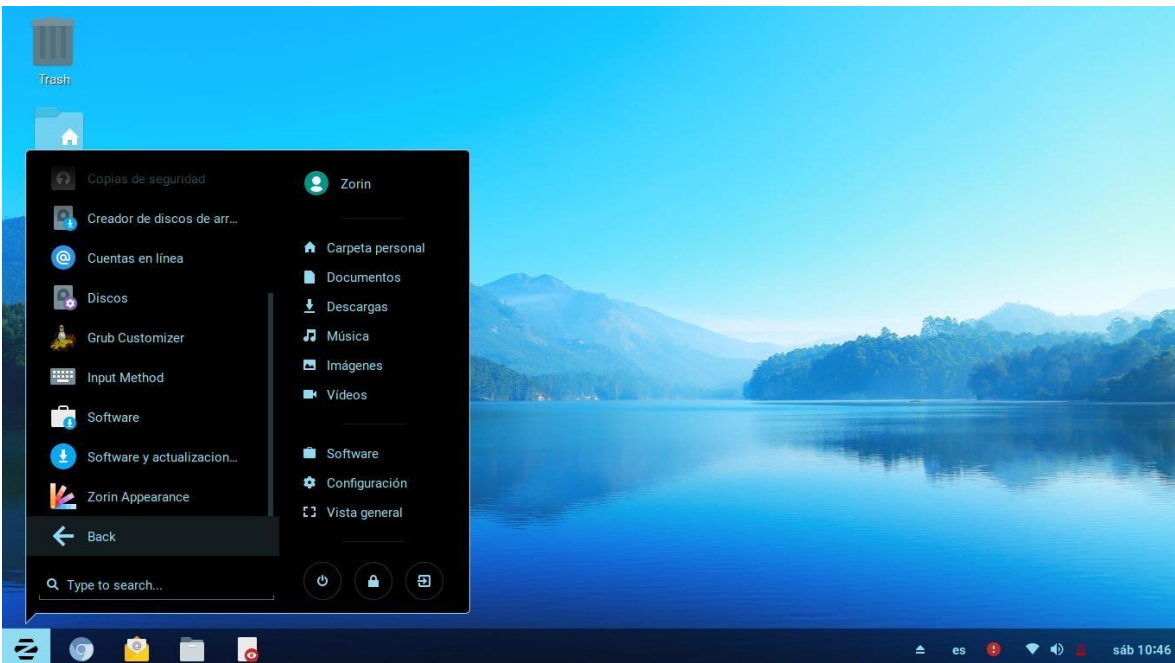 Trash
Copias de seguridad
Creador de discos de arr...
Cuentas en línea
Discos
Grub Customizer
Input Method
Software
Software y actualizacion...
Zorin Appearance
Back
Type to search...
Zorin
Carpeta personal
Documentos
Descargas
Música
Imágenes
Vídeos
Software
Configuración
Vista general
es
sáb 10:46